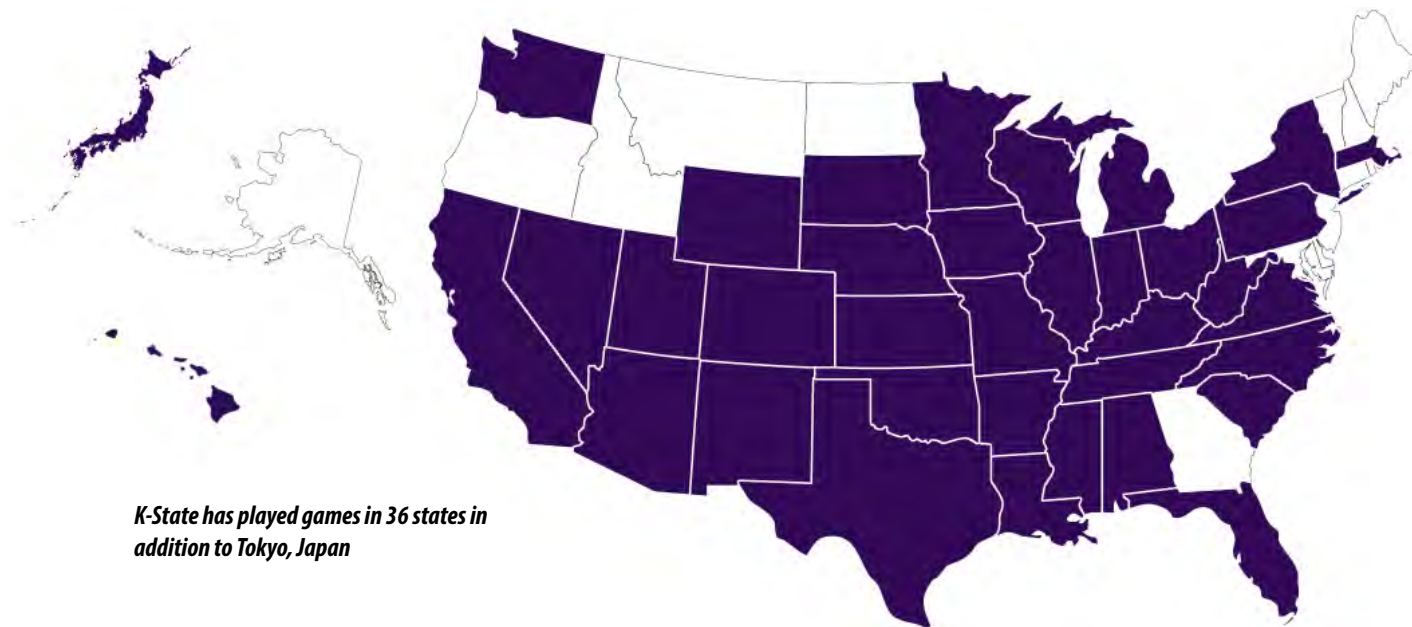 K-State has played games in 36 states in
addition to Tokyo, Japan